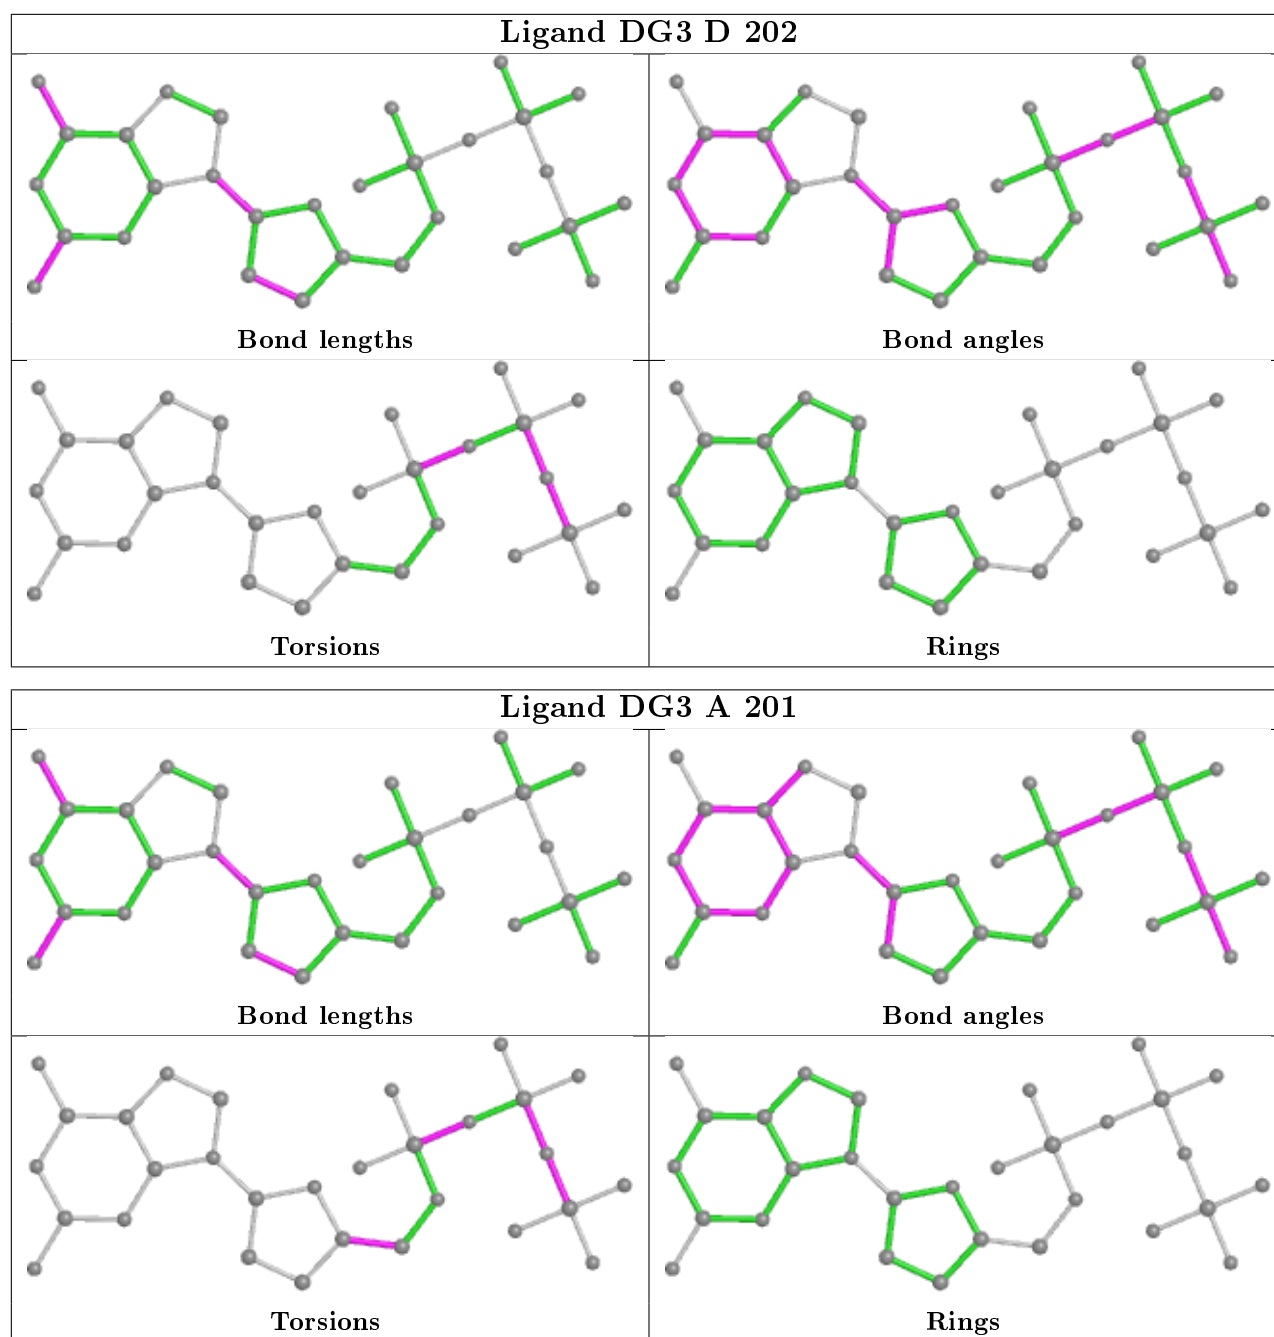 Ligand DG3 D 202
Bond lengths
Bond angles
Torsions
Rings
Ligand DG3 A 201
Bond lengths
Bond angles
Torsions
Rings